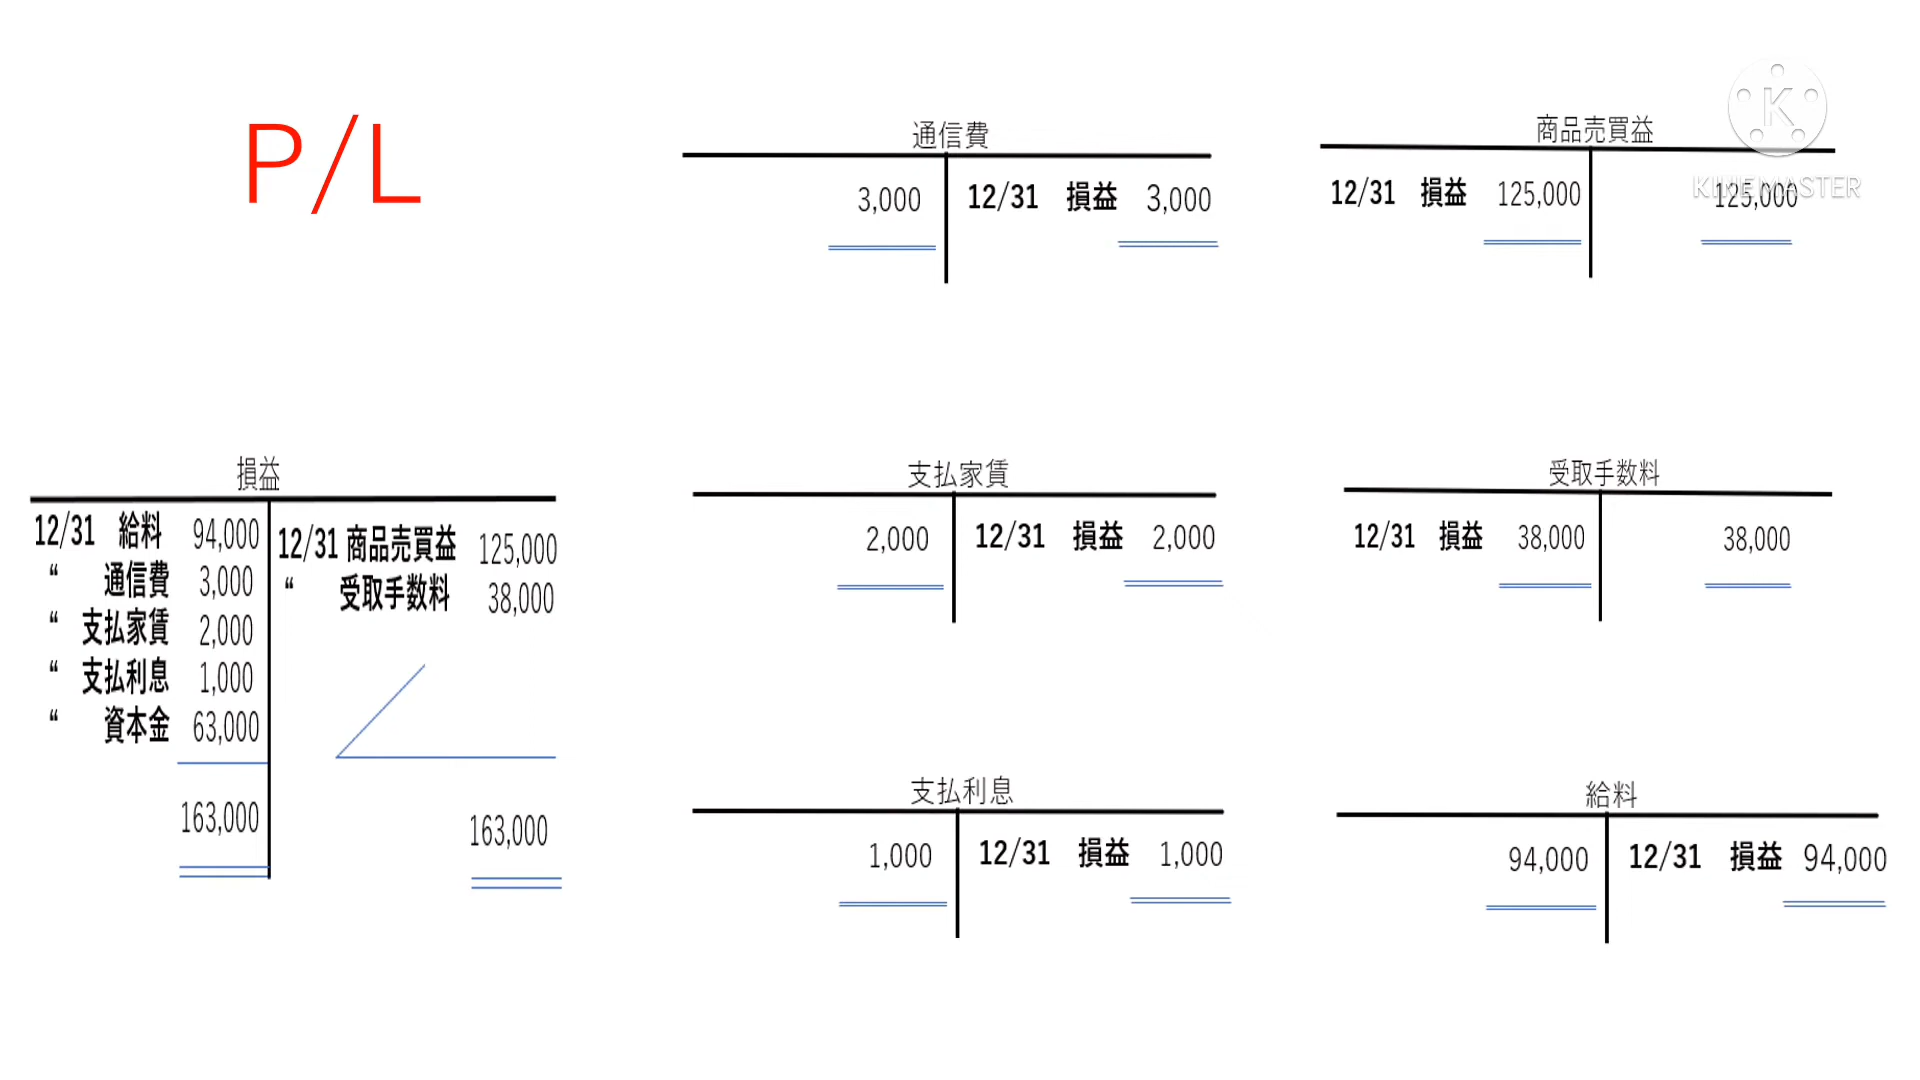 P/L
通信費
3,000 12/31 損益 3,000
商品売買益
12/31 損益 125,000 125,000
K
KINEMASTER
損益
12/31 給料 94,000 12/31 商品売買益 125,000
“ 通信費 3,000 “ 受取手数料 38,000
“ 支払家賃 2,000
“ 支払利息 1,000
“ 資本金 63,000
163,000 163,000
支払家賃
2,000 12/31 損益 2,000
受取手数料
12/31 損益 38,000 38,000
支払利息
1,000 12/31 損益 1,000
給料
94,000 12/31 損益 94,000